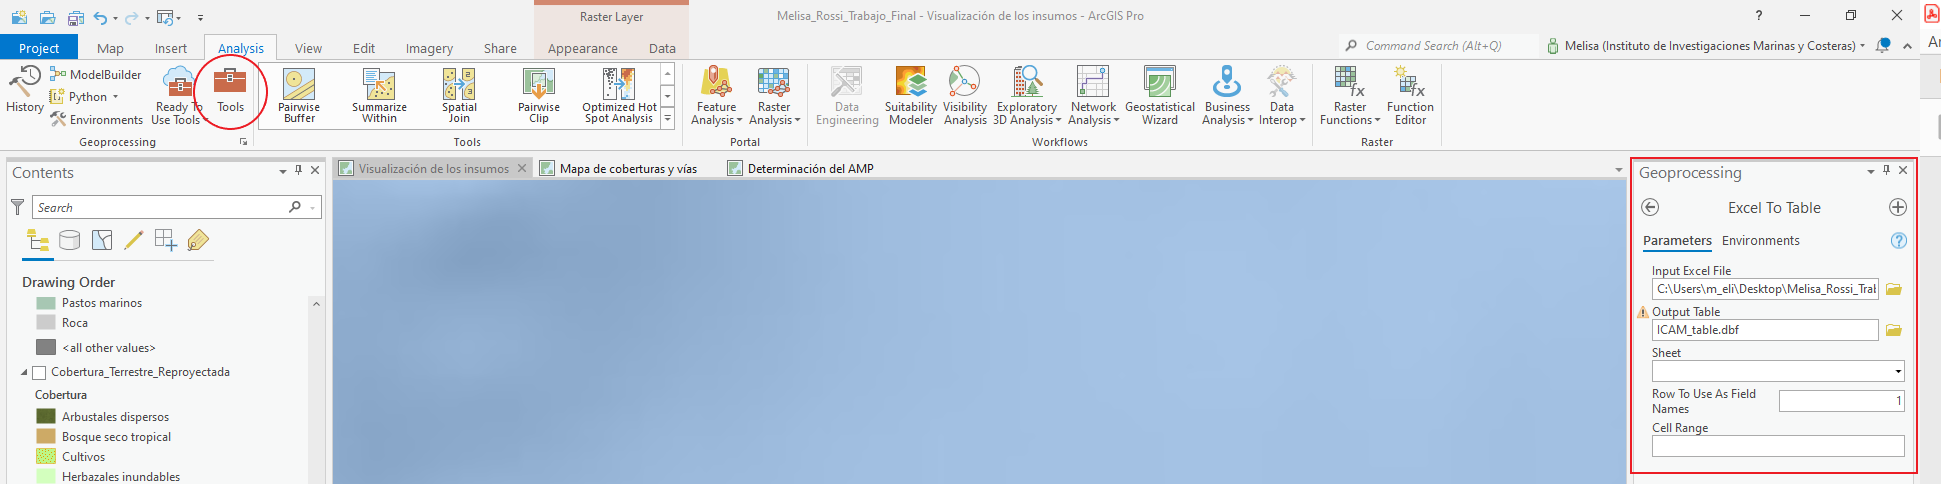 Raster Layer
Melisa_Rossi_Trabajo_Final - Visualización de los insumos - ArcGIS Pro
?
Project Map Insert Analysis View Edit Imagery Share Appearance Data
Command Search (Alt+Q)
Melisa (Instituto de Investigaciones Marinas y Costeras)
History
ModelBuilder
Python
Environments
Ready To Use Tools
Tools
Geoprocessing
Pairwise Buffer
Summarize Within
Spatial Join
Pairwise Clip
Optimized Hot Spot Analysis
Tools
Feature Analysis
Raster Analysis
Portal
Data Engineering
Suitability Modeler
Visibility Analysis
Exploratory 3D Analysis
Network Analysis
Geostatistical Wizard
Business Analysis
Data Interop
Workflows
Raster Functions
Function Editor
Raster
Contents
Search
Drawing Order
Pastos marinos
Roca
<all other values>
Cobertura_Terrestre_Reproyectada
Cobertura
Arbustales dispersos
Bosque seco tropical
Cultivos
Herbazales inundables
Visualización de los insumos
Mapa de coberturas y vías
Determinación del AMP
Geoprocessing
Excel To Table
Parameters Environments
?
Input Excel File
C:\Users\m_eli\Desktop\Melisa_Rossi_Tral
Output Table
ICAM_table.dbf
Sheet
Row To Use As Field Names
1
Cell Range